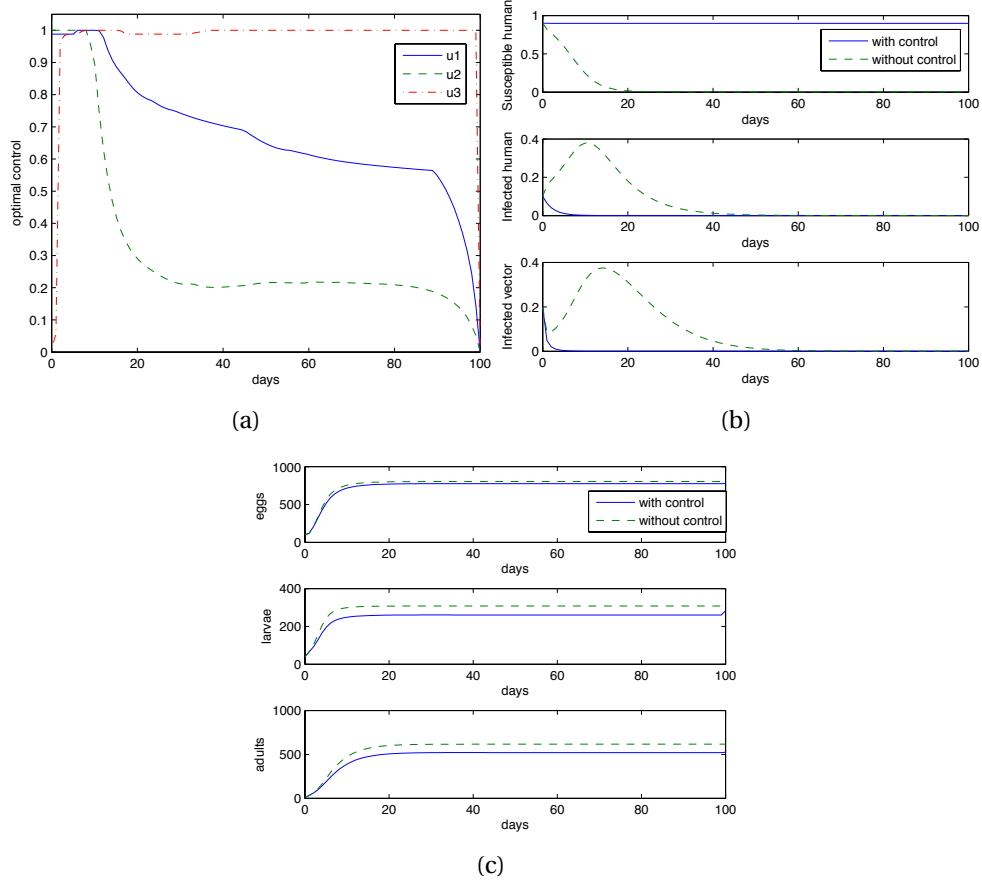 1
0.9
0.8
0.7
0.6
0.5
0.4
0.3
0.2
0.1
0
optimal control
u1
u2
u3
0 20 40 60 80 100
days
(a)
Susceptible human
1
0.5
0
with control
without control
0 20 40 60 80 100
days
Infected human
0.4
0.2
0
0 20 40 60 80 100
days
Infected vector
0.4
0.2
0
0 20 40 60 80 100
days
(b)
eggs
1000
500
0
with control
without control
0 20 40 60 80 100
days
larvae
400
200
0
0 20 40 60 80 100
days
adults
1000
500
0
0 20 40 60 80 100
days
(c)